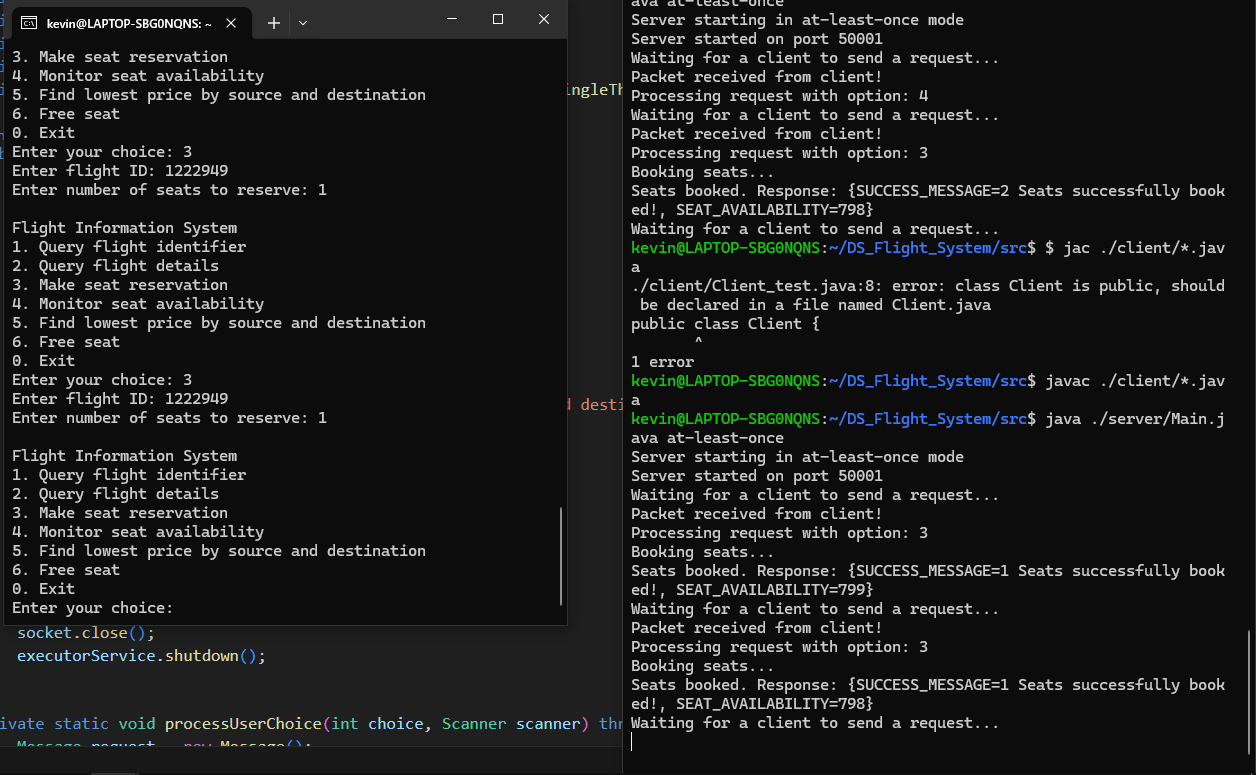 kevin@LAPTOP-SBG0NQNS: ~
3. Make seat reservation
4. Monitor seat availability
5. Find lowest price by source and destination
6. Free seat
0. Exit
Enter your choice: 3
Enter flight ID: 1222949
Enter number of seats to reserve: 1
Flight Information System
1. Query flight identifier
2. Query flight details
3. Make seat reservation
4. Monitor seat availability
5. Find lowest price by source and destination
6. Free seat
0. Exit
Enter your choice: 3
Enter flight ID: 1222949
Enter number of seats to reserve: 1
Flight Information System
1. Query flight identifier
2. Query flight details
3. Make seat reservation
4. Monitor seat availability
5. Find lowest price by source and destination
6. Free seat
0. Exit
Enter your choice:
ingleTh
d desti
socket.close();
executorService.shutdown();
ivate static void processUserChoice(int choice, Scanner scanner) thr
Message request = new Message();
ava at-least-once
Server starting in at-least-once mode
Server started on port 50001
Waiting for a client to send a request...
Packet received from client!
Processing request with option: 4
Waiting for a client to send a request...
Packet received from client!
Processing request with option: 3
Booking seats...
Seats booked. Response: {SUCCESS_MESSAGE=2 Seats successfully book
ed!, SEAT_AVAILABILITY=798}
Waiting for a client to send a request...
kevin@LAPTOP-SBG0NQNS:~/DS_Flight_System/src$ $ jac ./client/*.jav
a
./client/Client_test.java:8: error: class Client is public, should
be declared in a file named Client.java
public class Client {
^
1 error
kevin@LAPTOP-SBG0NQNS:~/DS_Flight_System/src$ javac ./client/*.jav
a
kevin@LAPTOP-SBG0NQNS:~/DS_Flight_System/src$ java ./server/Main.j
ava at-least-once
Server starting in at-least-once mode
Server started on port 50001
Waiting for a client to send a request...
Packet received from client!
Processing request with option: 3
Booking seats...
Seats booked. Response: {SUCCESS_MESSAGE=1 Seats successfully book
ed!, SEAT_AVAILABILITY=799}
Waiting for a client to send a request...
Packet received from client!
Processing request with option: 3
Booking seats...
Seats booked. Response: {SUCCESS_MESSAGE=1 Seats successfully book
ed!, SEAT_AVAILABILITY=798}
Waiting for a client to send a request...